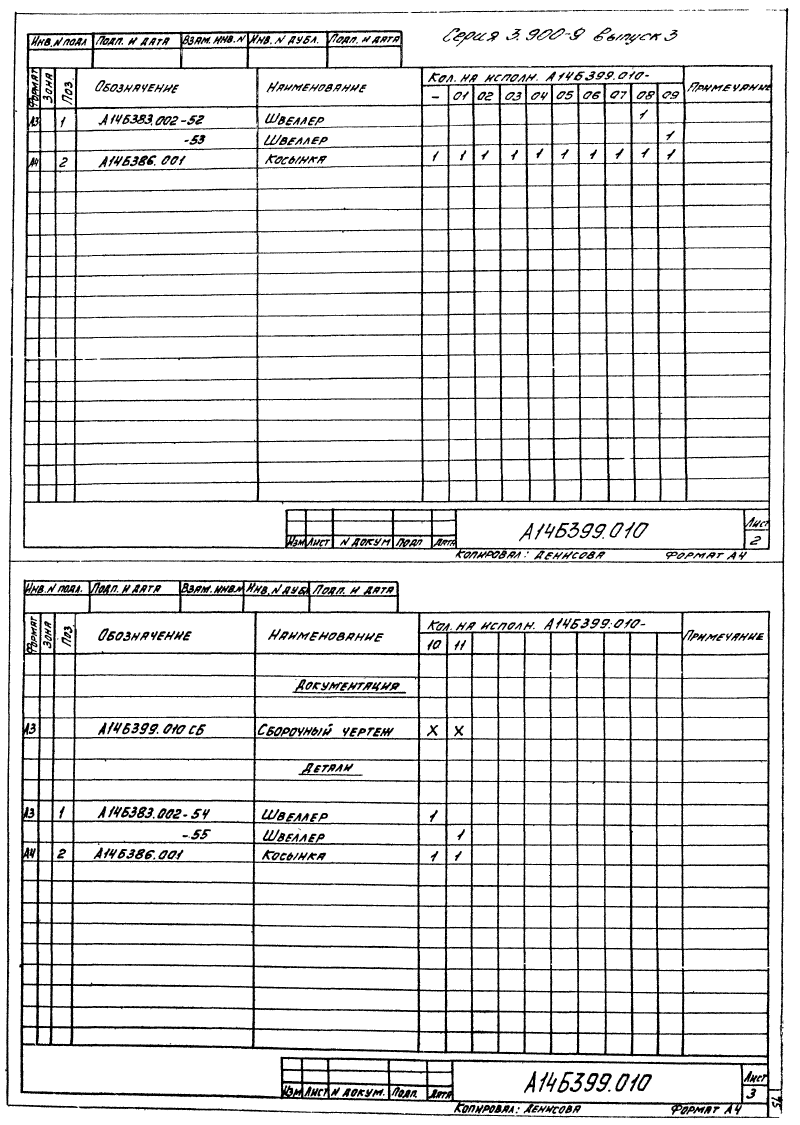 Серия 3.900-9 выпуск 3
Инв. N подл Подп. и дата Взам. инв. N Инв. N дубл. Подп. и дата
Формат Зона Поз. Обозначение Наименование Кол. на исполн. А14Б399.010- Примечание
- 01 02 03 04 05 06 07 08 09
А3 1 А14Б383.002-52 Швеллер 1
-53 Швеллер 1
А4 2 А14Б386.001 Косынка 1 1 1 1 1 1 1 1 1 1
Изм Лист N докум Подп Дата А14Б399.010 Лист 2
Копировал: Денисова Формат А4
Инв. N подл. Подп. и дата Взам. инв. N Инв. N дубл Подп. и дата
Формат Зона Поз. Обозначение Наименование Кол. на исполн. А14Б399.010- Примечание
10 11
Документация
А3 А14Б399.010 СБ Сборочный чертеж X X
Детали
А3 1 А14Б383.002-54 Швеллер 1
-55 Швеллер 1
А4 2 А14Б386.001 Косынка 1 1
Изм Лист N докум. Подп. Дата А14Б399.010 Лист 3
Копировал: Денисова Формат А4